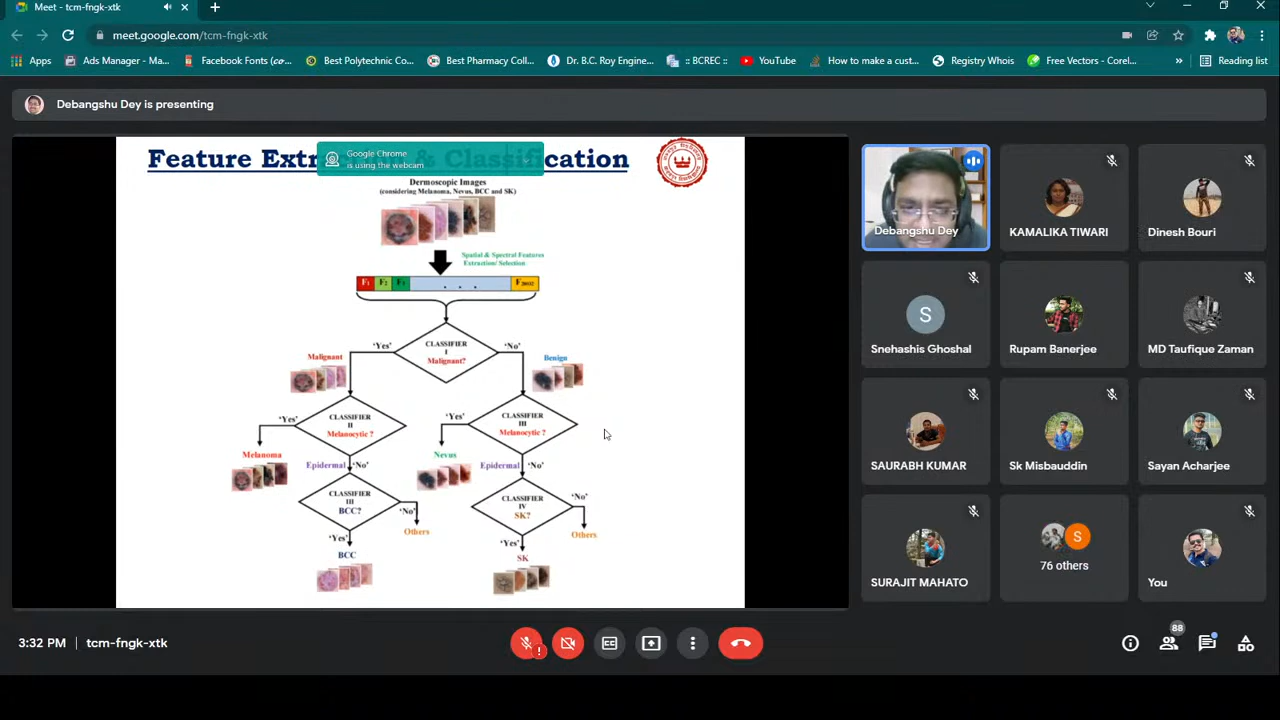 Meet - tcm-fngk-xtk
meet.google.com/tcm-fngk-xtk
Apps
Ads Manager - Ma...
Facebook Fonts (
Best Polytechnic Co...
Best Pharmacy Coll...
Dr. B.C. Roy Engine...
:: BCREC ::
YouTube
How to make a cust...
Registry Whois
Free Vectors - Corel...
»
Reading list
Debangshu Dey is presenting
Feature Extr & Classification
Google Chrome
is using the webcam
Dermoscopic Images
(considering Melanoma, Nevus, BCC and SK)
Spatial & Spectral Features
Extraction/ Selection
F1 F2 F3 . . .
CLASSIFIER
I
Malignant?
‘Yes’
‘No’
Malignant
Benign
CLASSIFIER
II
Melanocytic ?
‘Yes’
Melanoma
Epidermal
‘No’
CLASSIFIER
III
Melanocytic ?
‘Yes’
Nevus
Epidermal
‘No’
CLASSIFIER
III
BCC?
‘No’
Others
‘Yes’
BCC
CLASSIFIER
IV
SK?
‘No’
Others
‘Yes’
SK
Debangshu Dey
KAMALIKA TIWARI
Dinesh Bouri
S
Snehashis Ghoshal
Rupam Banerjee
MD Taufique Zaman
SAURABH KUMAR
Sk Misbauddin
Sayan Acharjee
SURAJIT MAHATO
S
76 others
You
3:32 PM | tcm-fngk-xtk
88